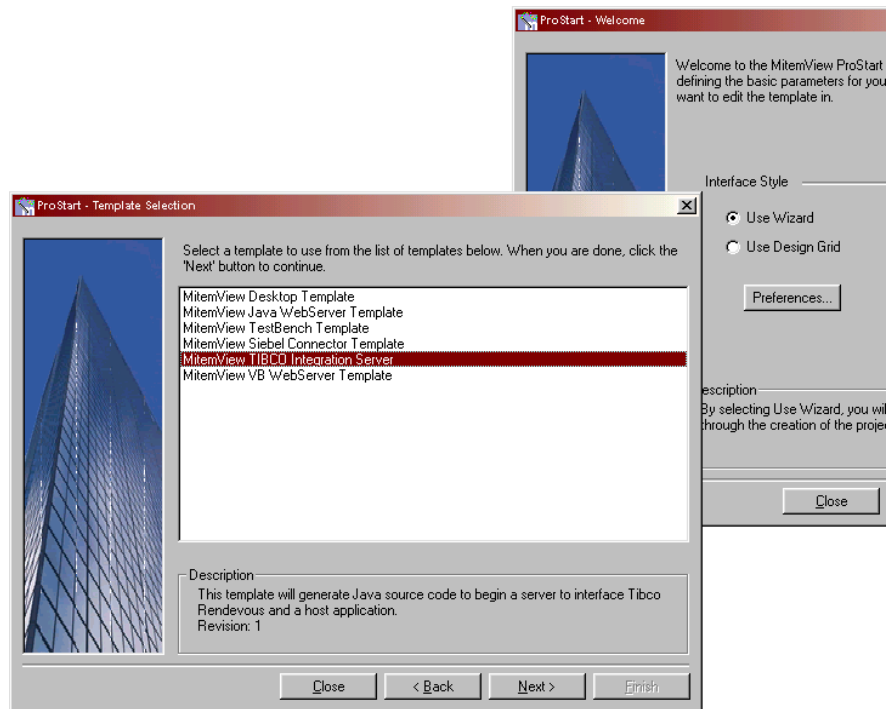 ProStart - Welcome
Welcome to the MitemView ProStart
defining the basic parameters for you
want to edit the template in.
Interface Style
Use Wizard
Use Design Grid
Preferences...
escription
By selecting Use Wizard, you wil
through the creation of the proje
Close
ProStart - Template Selection
Select a template to use from the list of templates below. When you are done, click the
'Next' button to continue.
MitemView Desktop Template
MitemView Java WebServer Template
MitemView TestBench Template
MitemView Siebel Connector Template
MitemView TIBCO Integration Server
MitemView VB WebServer Template
Description
This template will generate Java source code to begin a server to interface Tibco
Rendevous and a host application.
Revision: 1
Close
< Back
Next >
Finish